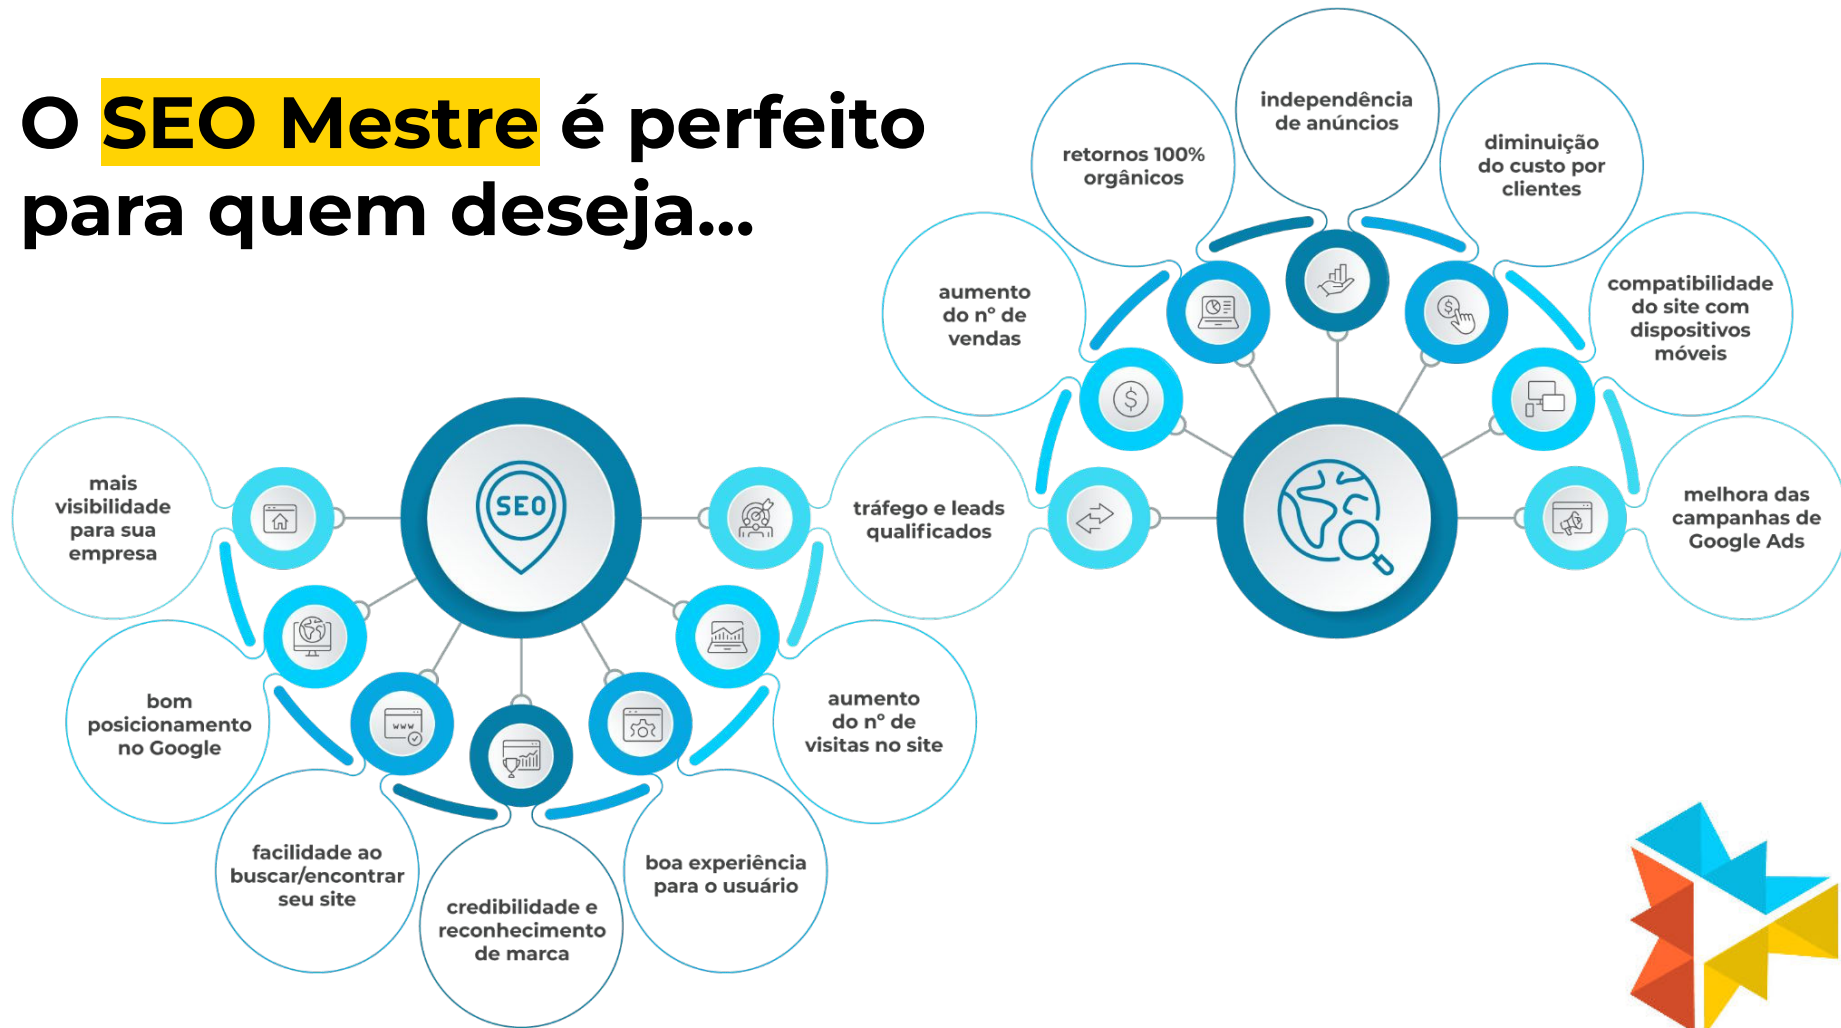 O SEO Mestre é perfeito
para quem deseja...
mais
visibilidade
para sua
empresa
bom
posicionamento
no Google
facilidade ao
buscar/encontrar
seu site
credibilidade e
reconhecimento
de marca
boa experiência
para o usuário
aumento
do nº de
visitas no site
tráfego e leads
qualificados
aumento
do nº de
vendas
retornos 100%
orgânicos
independência
de anúncios
diminuição
do custo por
clientes
compatibilidade
do site com
dispositivos
móveis
melhora das
campanhas de
Google Ads
SEO
www